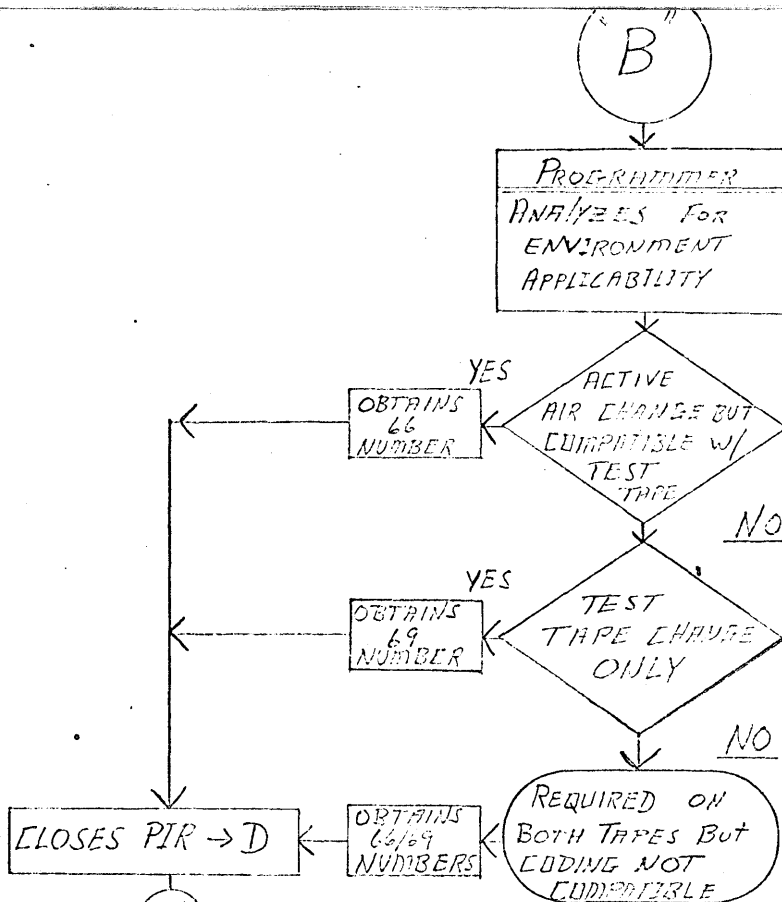 "B"
PROGRAMMER
ANALYZES FOR
ENVIRONMENT
APPLICABILITY
YES
ACTIVE
AIR CHANGE BUT
COMPATIBLE W/
TEST
TAPE
OBTAINS
66
NUMBER
NO
YES
TEST
TAPE CHANGE
ONLY
OBTAINS
69
NUMBER
NO
REQUIRED ON
BOTH TAPES BUT
CODING NOT
COMPATIBLE
OBTAINS
66/69
NUMBERS
CLOSES PIR → D